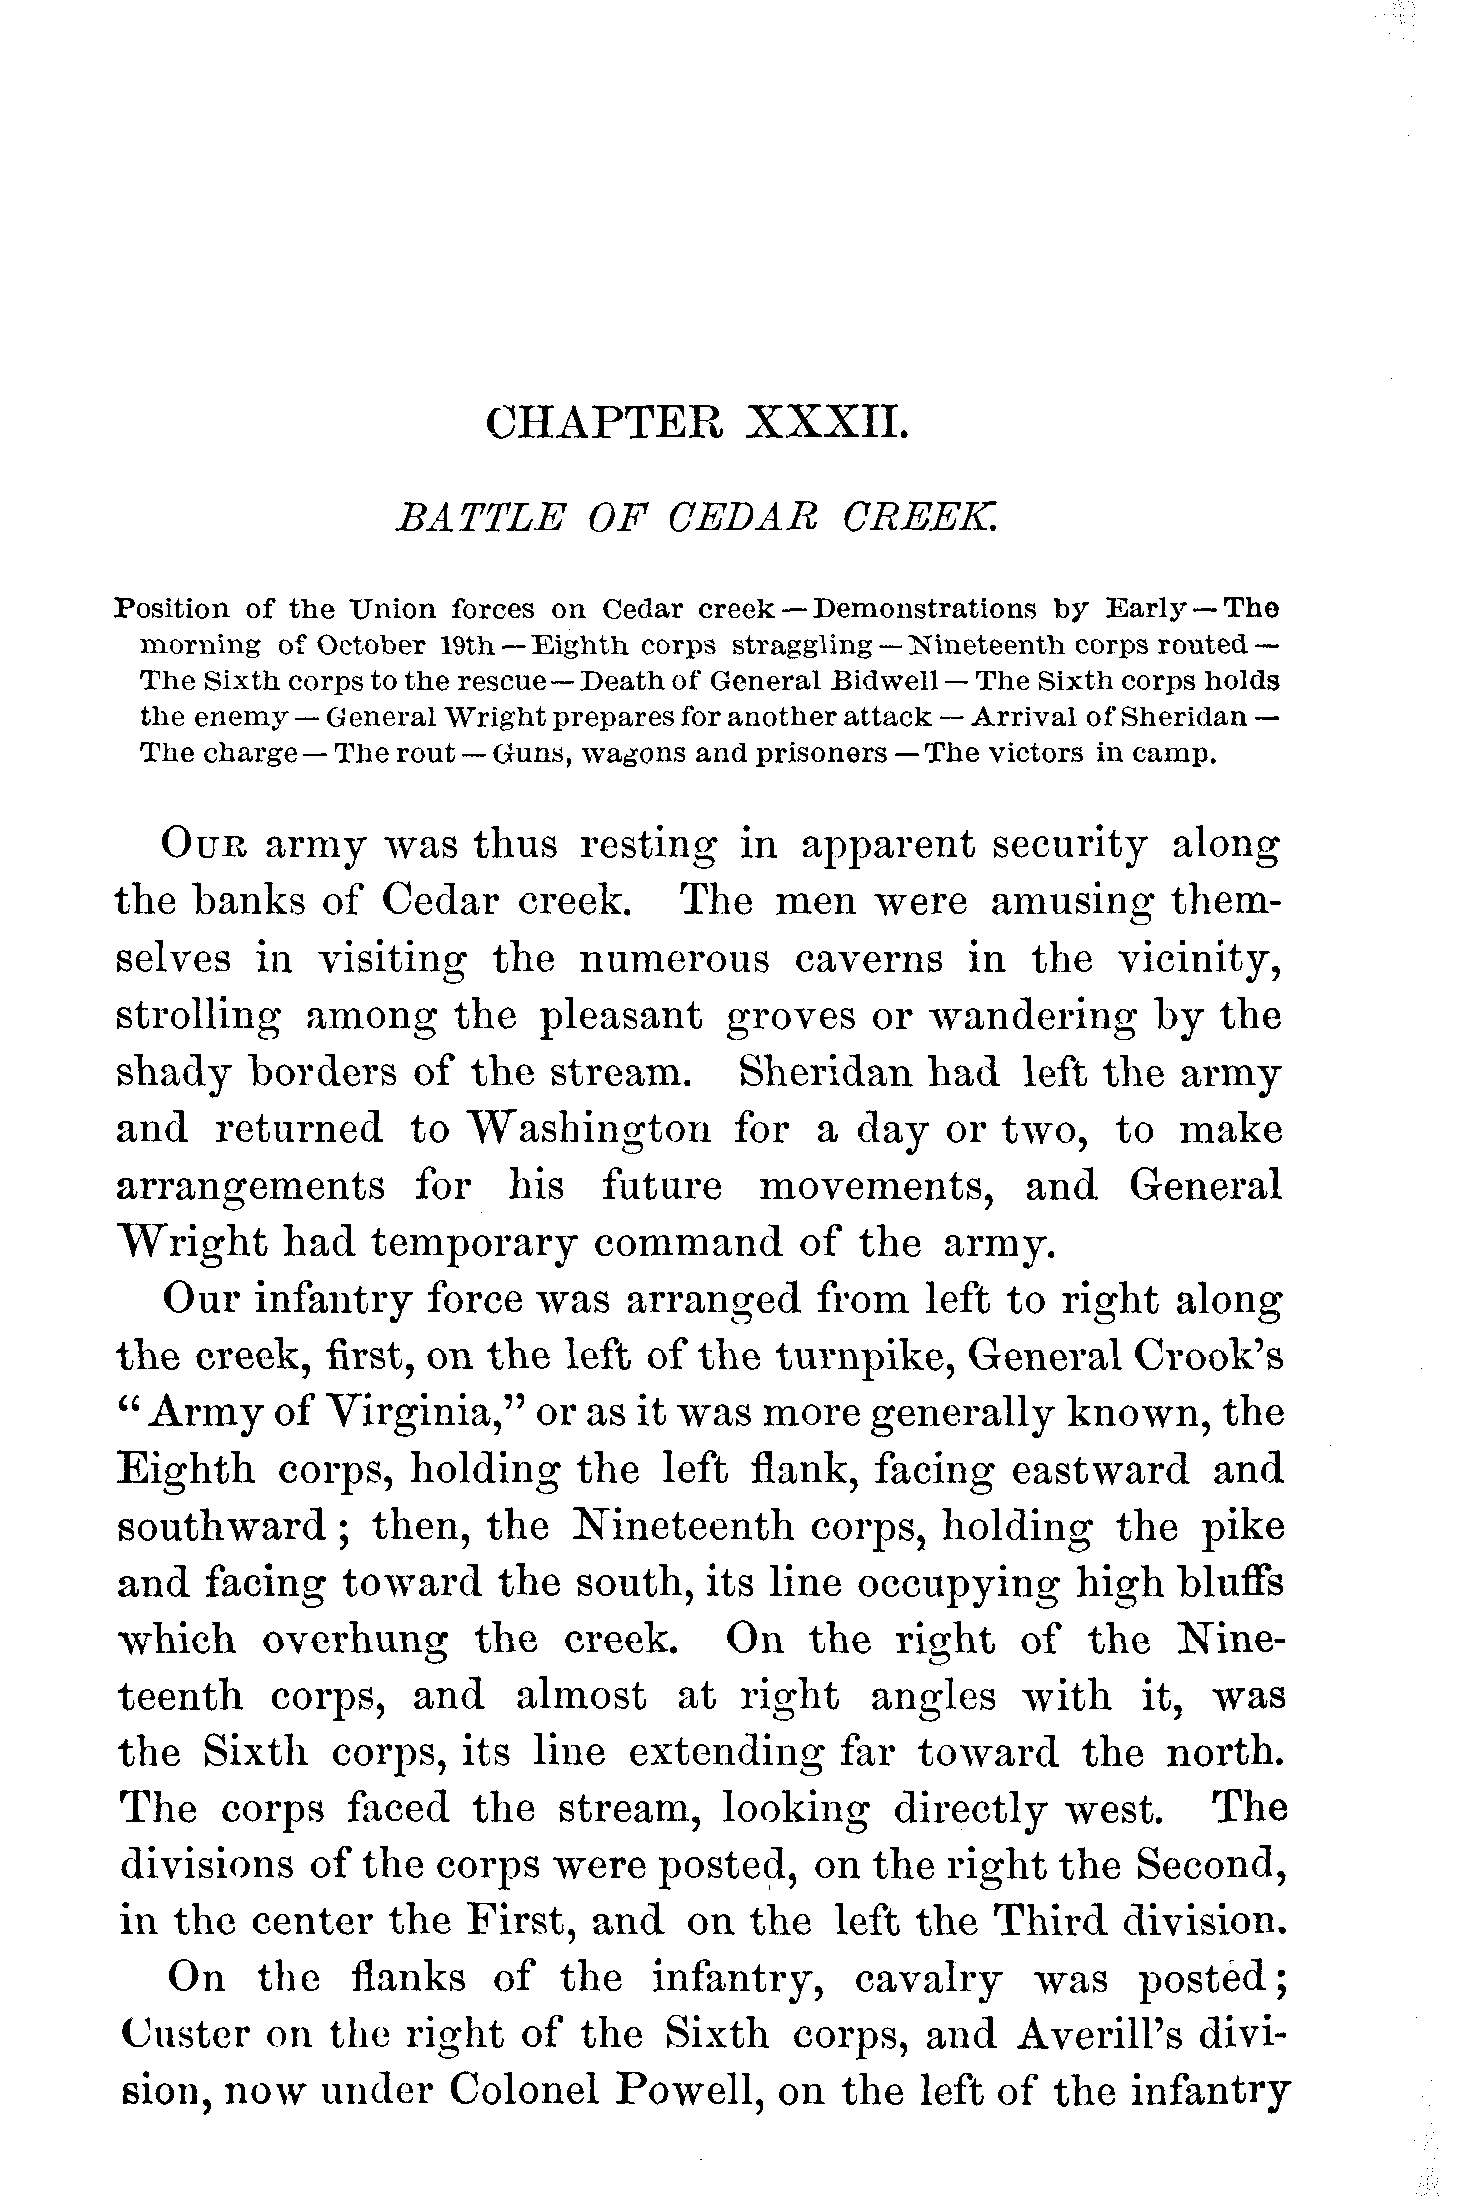 CHAPTER XXXII.
BATTLE OF CEDAR CREEK.
Position of the Union forces on Cedar creek — Demonstrations by Early — The
morning of October 19th — Eighth corps straggling — Nineteenth corps routed —
The Sixth corps to the rescue — Death of General Bidwell — The Sixth corps holds
the enemy — General Wright prepares for another attack — Arrival of Sheridan —
The charge — The rout — Guns, wagons and prisoners — The victors in camp.
OUR army was thus resting in apparent security along
the banks of Cedar creek. The men were amusing them-
selves in visiting the numerous caverns in the vicinity,
strolling among the pleasant groves or wandering by the
shady borders of the stream. Sheridan had left the army
and returned to Washington for a day or two, to make
arrangements for his future movements, and General
Wright had temporary command of the army.
Our infantry force was arranged from left to right along
the creek, first, on the left of the turnpike, General Crook's
"Army of Virginia," or as it was more generally known, the
Eighth corps, holding the left flank, facing eastward and
southward; then, the Nineteenth corps, holding the pike
and facing toward the south, its line occupying high bluffs
which overhung the creek. On the right of the Nine-
teenth corps, and almost at right angles with it, was
the Sixth corps, its line extending far toward the north.
The corps faced the stream, looking directly west. The
divisions of the corps were posted, on the right the Second,
in the center the First, and on the left the Third division.
On the flanks of the infantry, cavalry was posted;
Custer on the right of the Sixth corps, and Averill's divi-
sion, now under Colonel Powell, on the left of the infantry